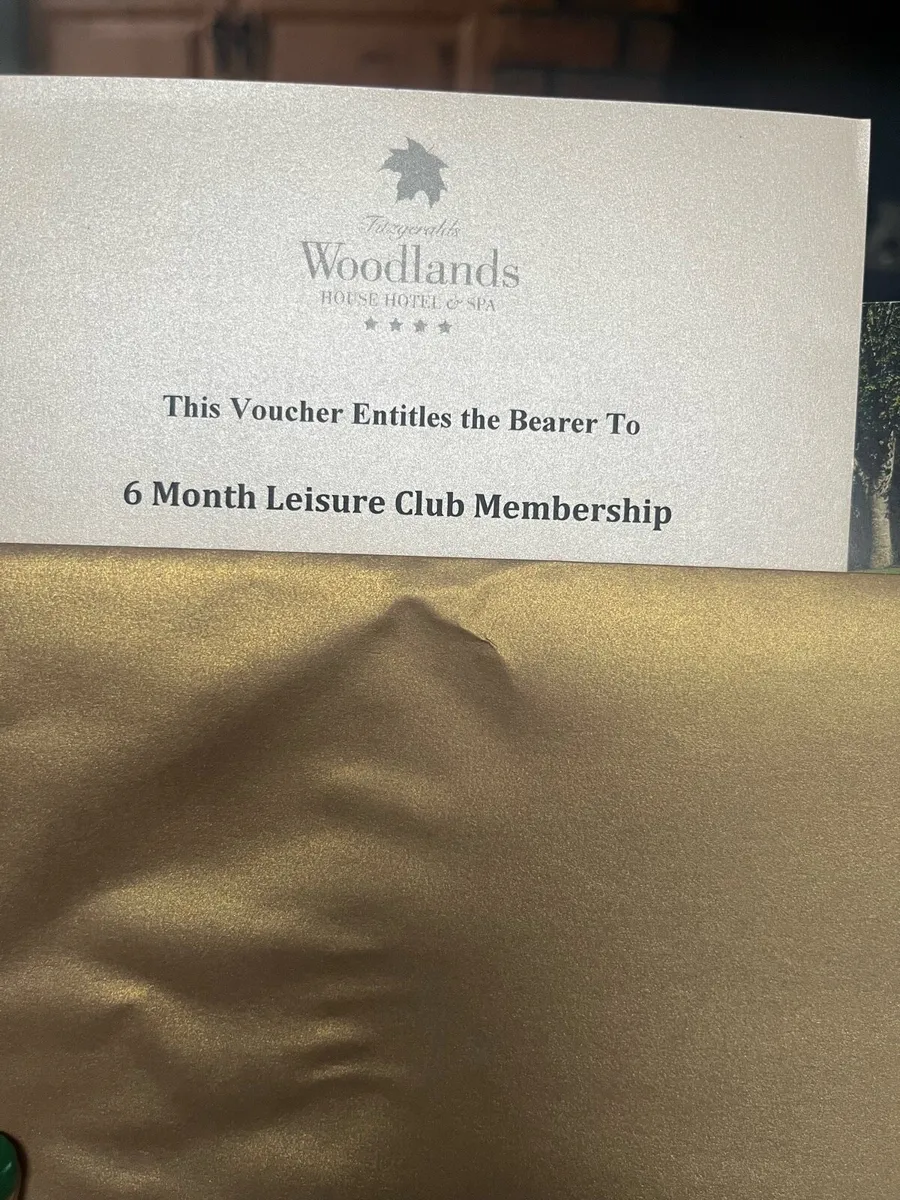 Fitzgeralds
Woodlands
HOUSE HOTEL & SPA
This Voucher Entitles the Bearer To
6 Month Leisure Club Membership